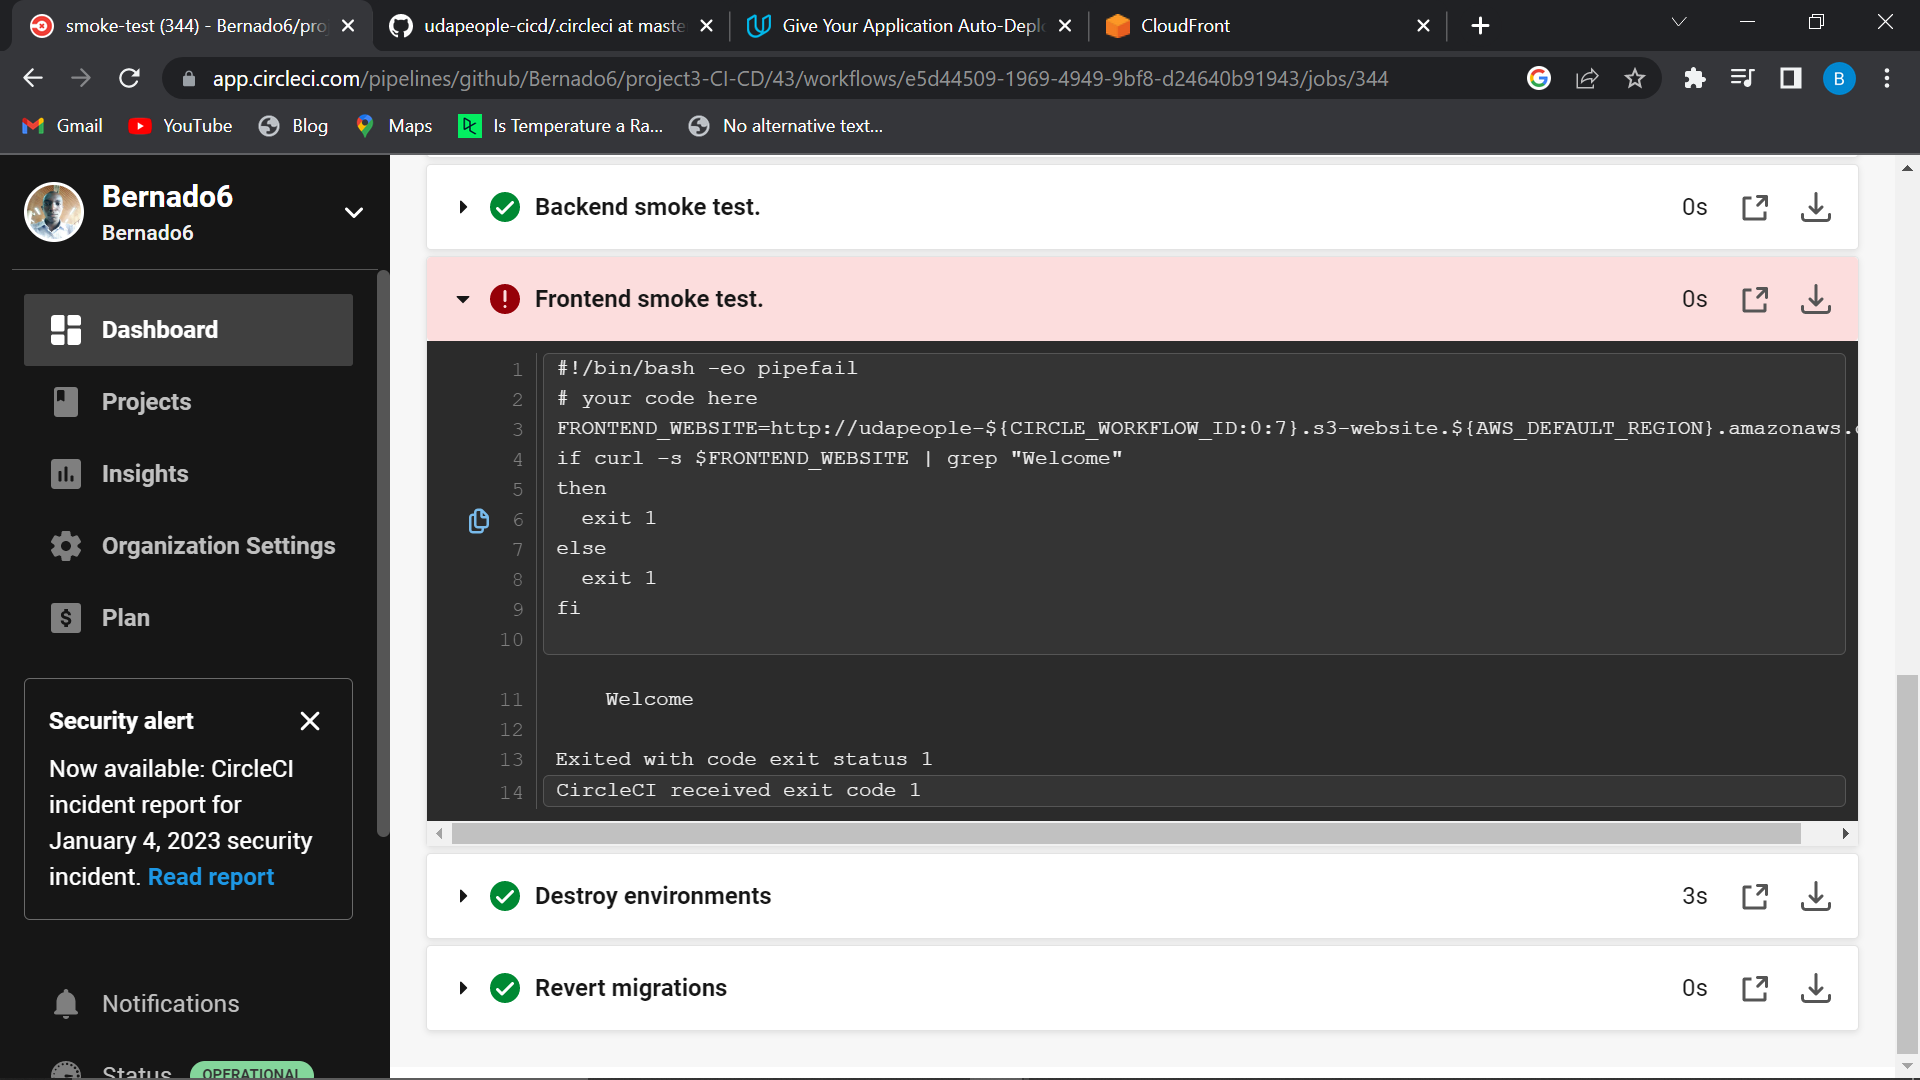 smoke-test (344) - Bernado6/proj
udapeople-cicd/.circleci at maste
Give Your Application Auto-Deplo
CloudFront
app.circleci.com/pipelines/github/Bernado6/project3-CI-CD/43/workflows/e5d44509-1969-4949-9bf8-d24640b91943/jobs/344
B
Gmail
YouTube
Blog
Maps
Is Temperature a Ra...
No alternative text...
Bernado6
Bernado6
Dashboard
Projects
Insights
Organization Settings
Plan
Security alert
Now available: CircleCI
incident report for
January 4, 2023 security
incident. Read report
Notifications
Status OPERATIONAL
Backend smoke test. 0s
Frontend smoke test. 0s
1 #!/bin/bash -eo pipefail
2 # your code here
3 FRONTEND_WEBSITE=http://udapeople-${CIRCLE_WORKFLOW_ID:0:7}.s3-website.${AWS_DEFAULT_REGION}.amazonaws.c
4 if curl -s $FRONTEND_WEBSITE | grep "Welcome"
5 then
6   exit 1
7 else
8   exit 1
9 fi
10
11     Welcome
12
13 Exited with code exit status 1
14 CircleCI received exit code 1
Destroy environments 3s
Revert migrations 0s